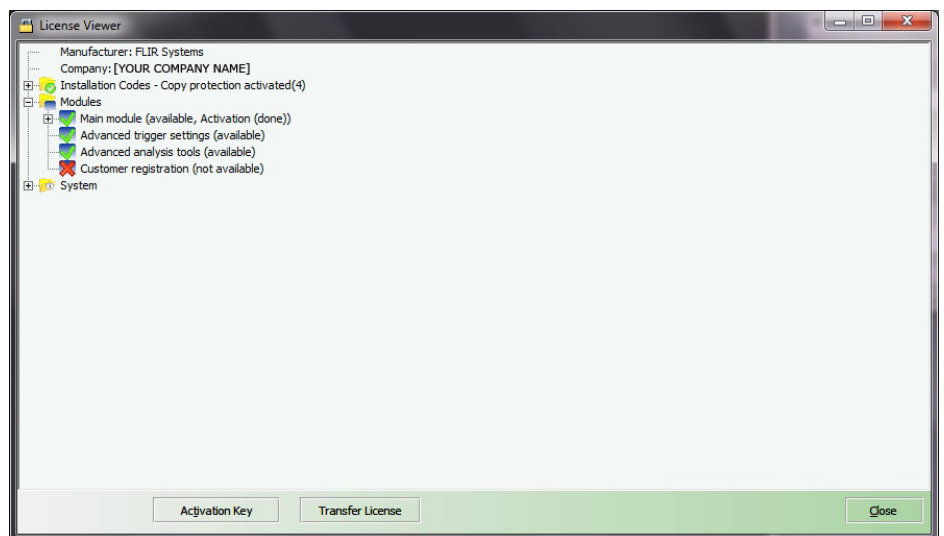 License Viewer
Manufacturer: FLIR Systems
Company: [YOUR COMPANY NAME]
Installation Codes - Copy protection activated(4)
Modules
Main module (available, Activation (done))
Advanced trigger settings (available)
Advanced analysis tools (available)
Customer registration (not available)
System
Activation Key
Transfer License
Close